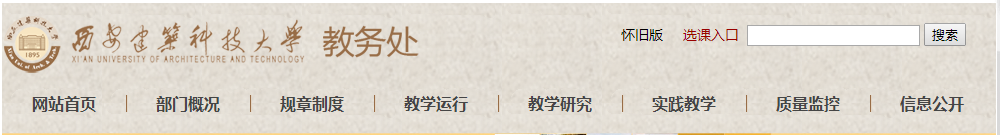 西安建筑科技大学 教务处
XI'AN UNIVERSITY OF ARCHITECTURE AND TECHNOLOGY
1895
怀旧版 选课入口 搜索
网站首页 部门概况 规章制度 教学运行 教学研究 实践教学 质量监控 信息公开